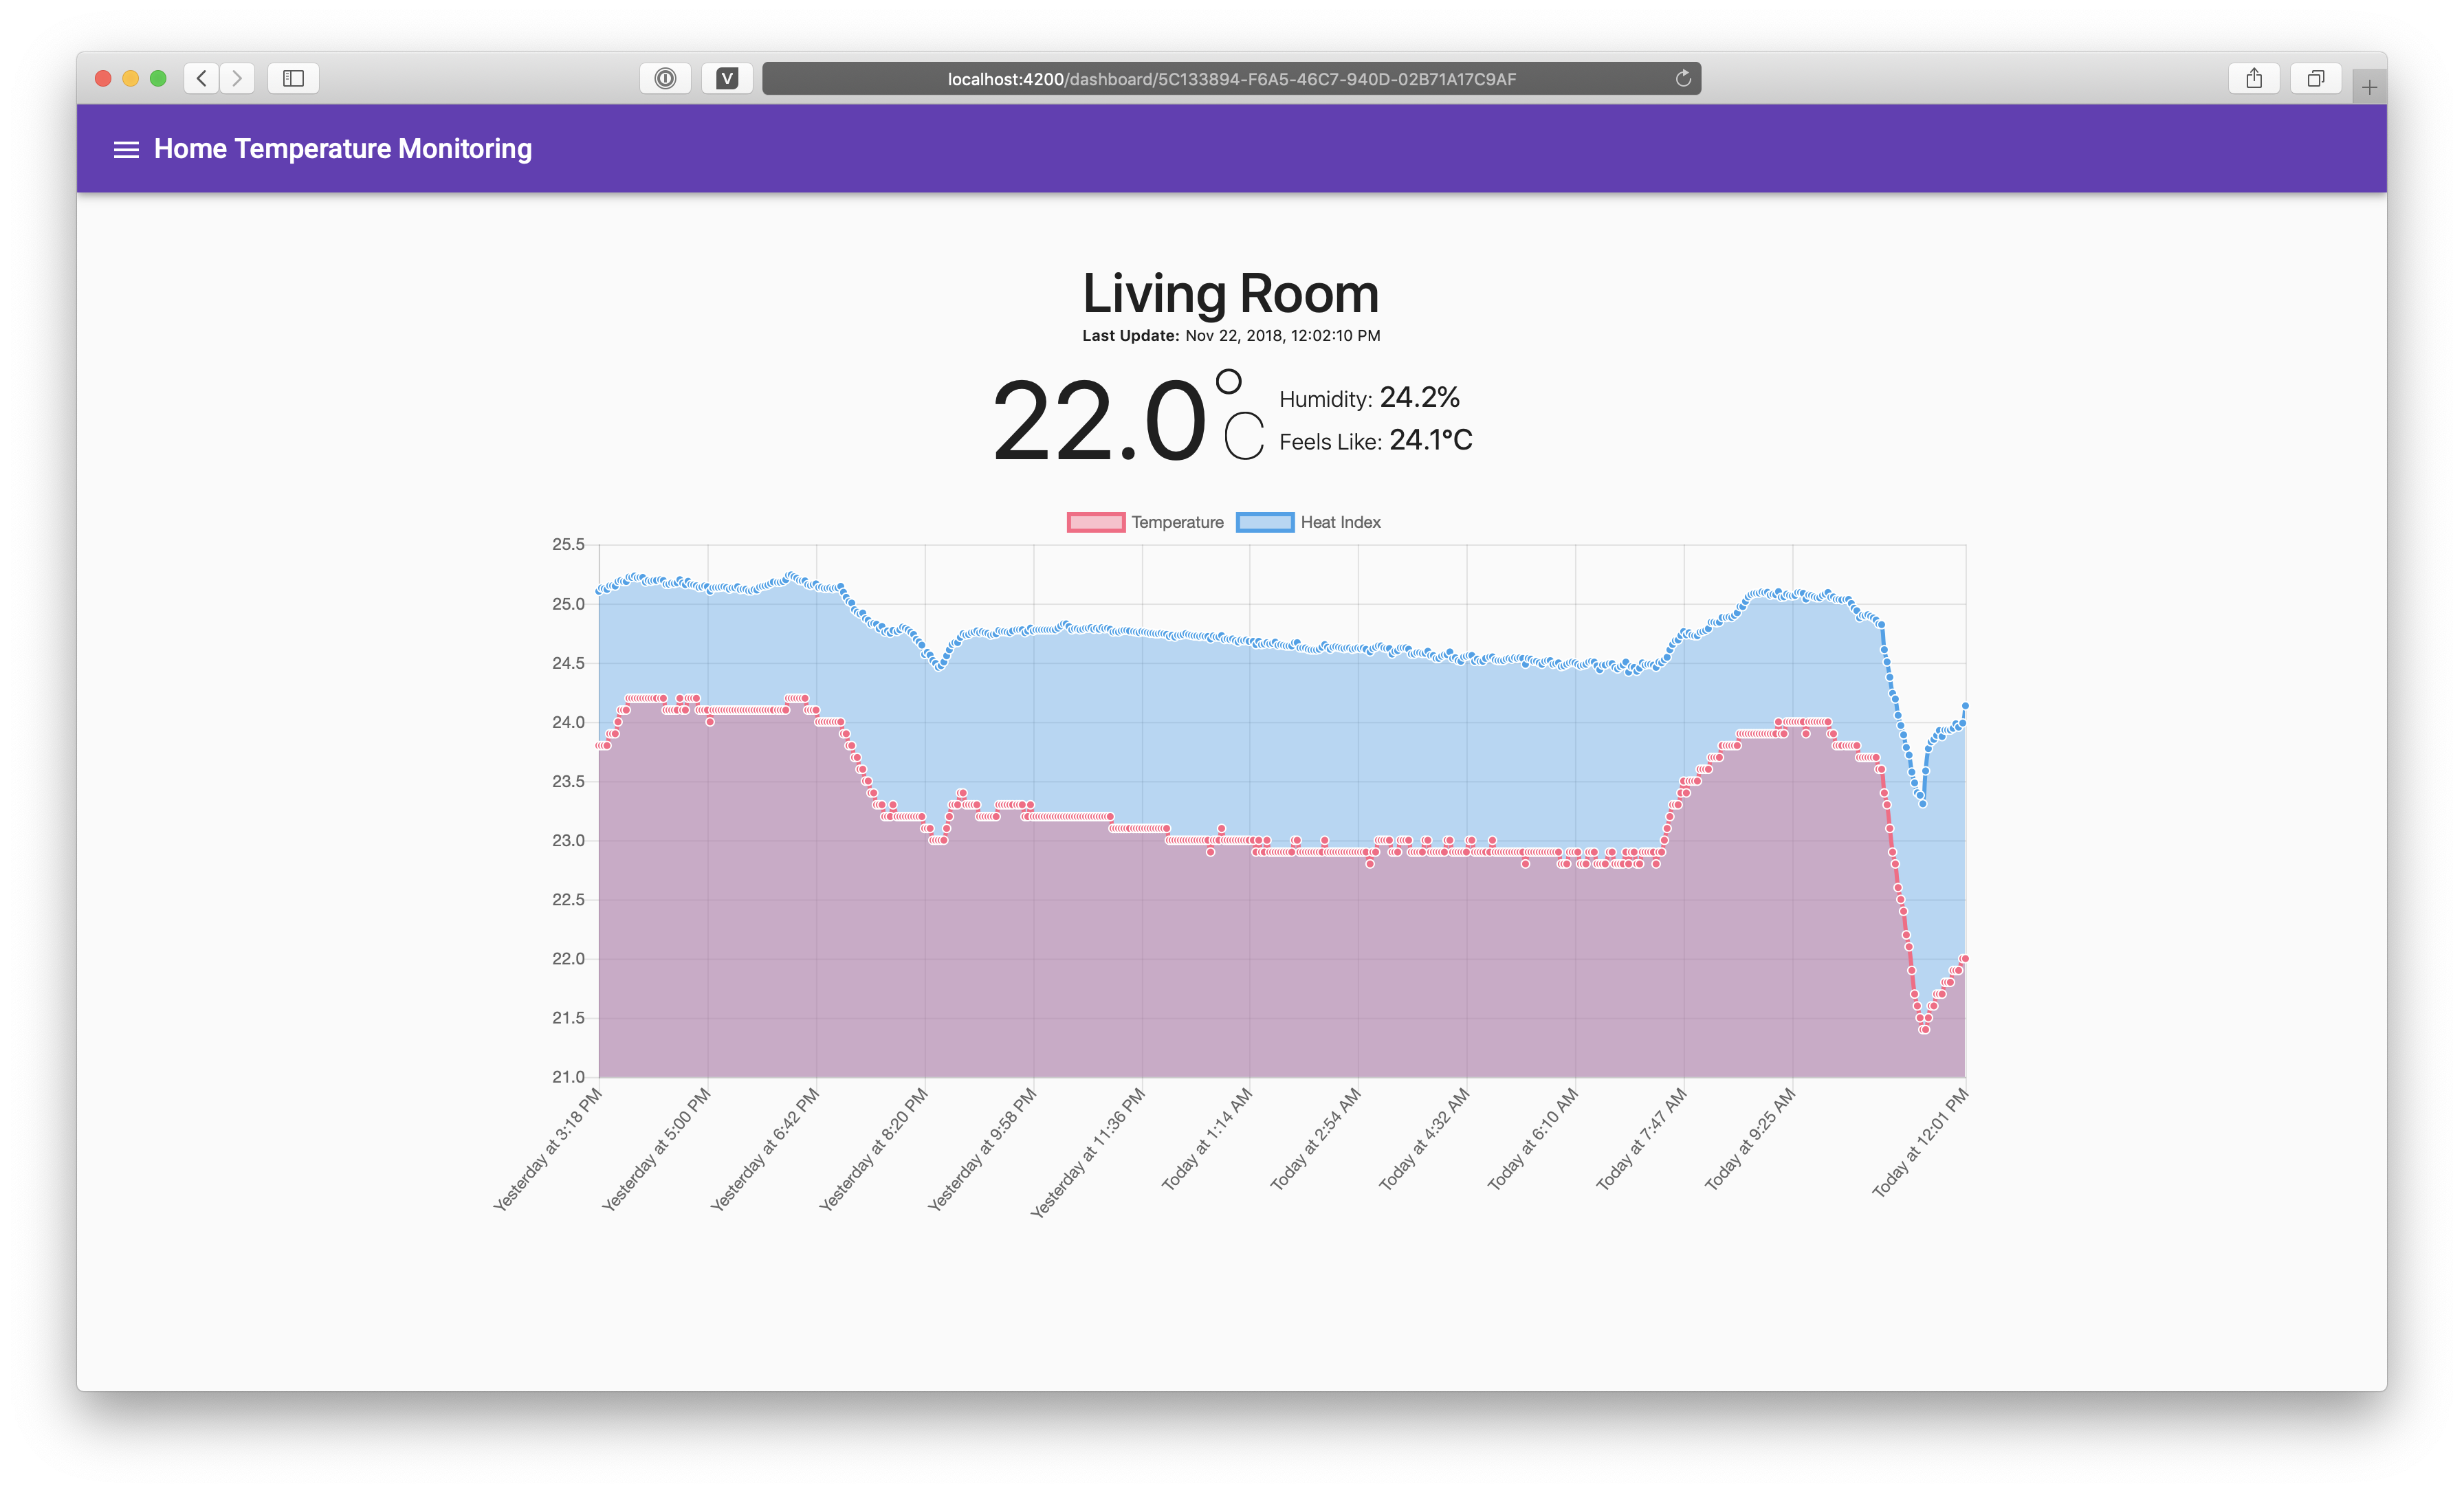 V
localhost:4200/dashboard/5C133894-F6A5-46C7-940D-02B71A17C9AF
Home Temperature Monitoring
Living Room
Last Update: Nov 22, 2018, 12:02:10 PM
22.0°C
Humidity: 24.2%
Feels Like: 24.1°C
Temperature Heat Index
25.5
25.0
24.5
24.0
23.5
23.0
22.5
22.0
21.5
21.0
Yesterday at 3:18 PM
Yesterday at 5:00 PM
Yesterday at 6:42 PM
Yesterday at 8:20 PM
Yesterday at 9:58 PM
Yesterday at 11:36 PM
Today at 1:14 AM
Today at 2:54 AM
Today at 4:32 AM
Today at 6:10 AM
Today at 7:47 AM
Today at 9:25 AM
Today at 12:01 PM